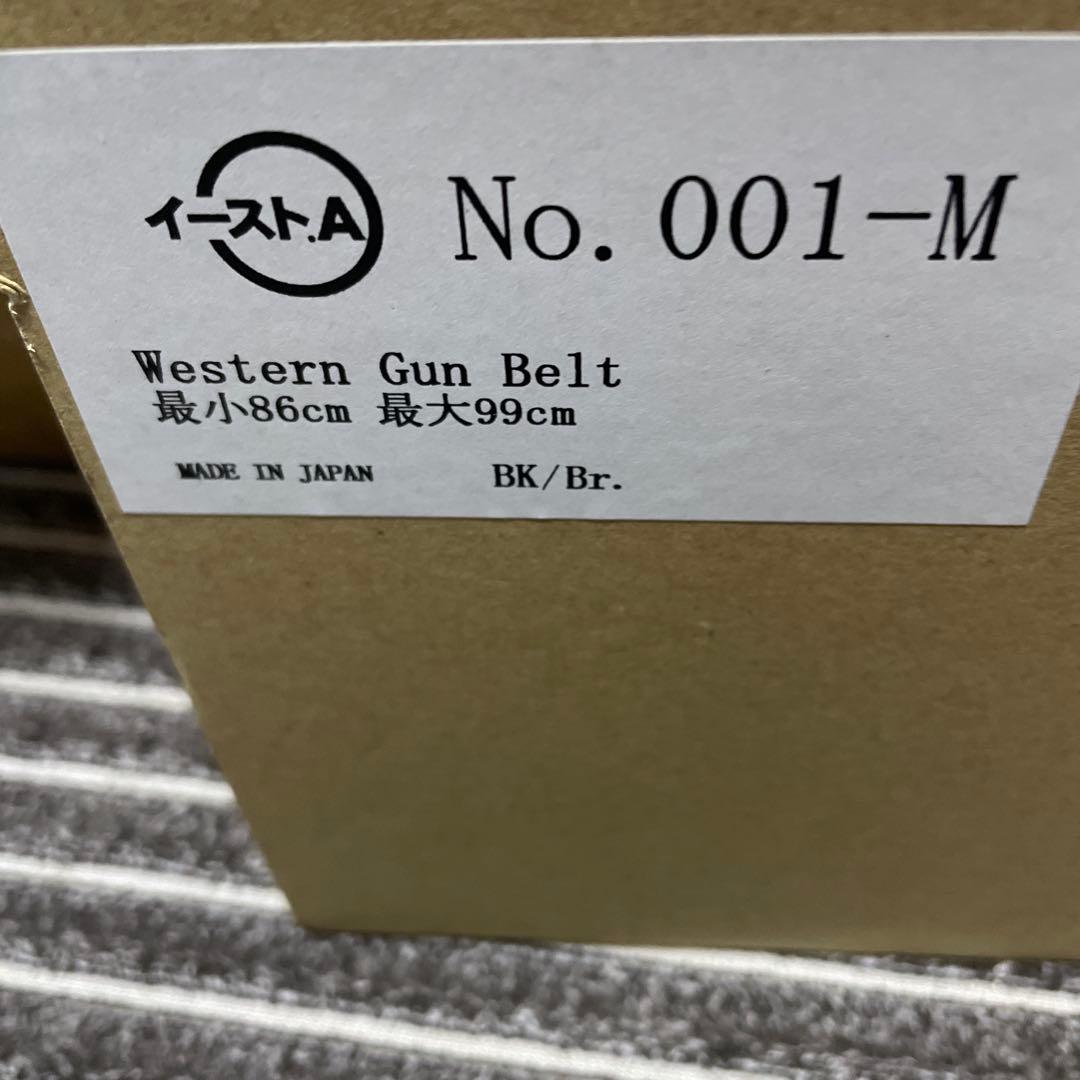 イースト.A No. 001-M
Western Gun Belt
最小86cm 最大99cm
MADE IN JAPAN BK/Br.